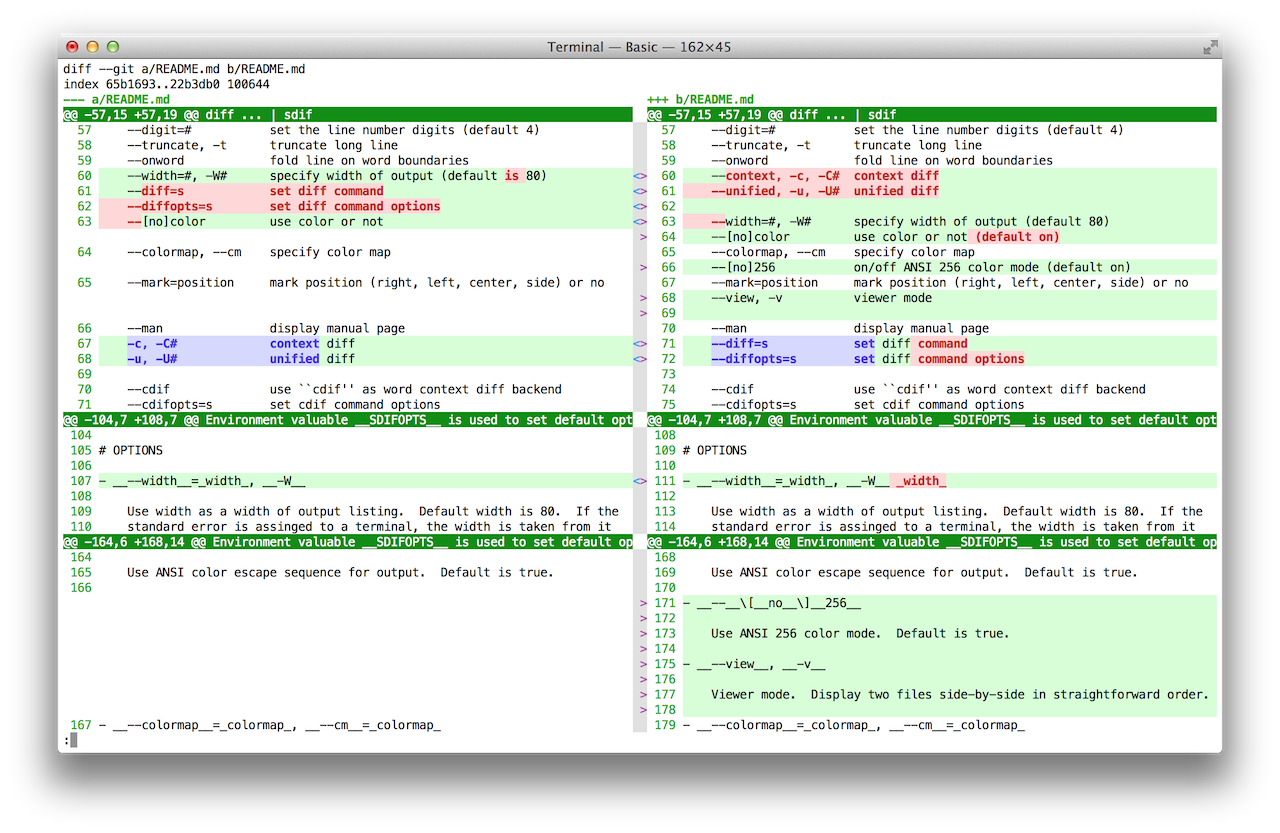 Terminal — Basic — 162×45
diff --git a/README.md b/README.md
index 65b1693..22b3db0 100644
--- a/README.md
@@ -57,15 +57,19 @@ diff ... | sdif
57 --digit=# set the line number digits (default 4)
58 --truncate, -t truncate long line
59 --onword fold line on word boundaries
60 --width=#, -W# specify width of output (default is 80) <>
61 --diff=s set diff command <>
62 --diffopts=s set diff command options <>
63 --[no]color use color or not <>
>
64 --colormap, --cm specify color map
>
65 --mark=position mark position (right, left, center, side) or no
>
>
66 --man display manual page
67 -c, -C# context diff <>
68 -u, -U# unified diff <>
69
70 --cdif use ``cdif'' as word context diff backend
71 --cdifopts=s set cdif command options
@@ -104,7 +108,7 @@ Environment valuable __SDIFOPTS__ is used to set default opt
104
105 # OPTIONS
106
107 - __--width__=_width_, __-W__ <>
108
109 Use width as a width of output listing.  Default width is 80.  If the
110 standard error is assinged to a terminal, the width is taken from it
@@ -164,6 +168,14 @@ Environment valuable __SDIFOPTS__ is used to set default op
164
165 Use ANSI color escape sequence for output.  Default is true.
166
>
>
>
>
>
>
>
>
167 - __--colormap__=_colormap_, __--cm__=_colormap_
:
+++ b/README.md
@@ -57,15 +57,19 @@ diff ... | sdif
57 --digit=# set the line number digits (default 4)
58 --truncate, -t truncate long line
59 --onword fold line on word boundaries
60 --context, -c, -C# context diff
61 --unified, -u, -U# unified diff
62
63 --width=#, -W# specify width of output (default 80)
64 --[no]color use color or not (default on)
65 --colormap, --cm specify color map
66 --[no]256 on/off ANSI 256 color mode (default on)
67 --mark=position mark position (right, left, center, side) or no
68 --view, -v viewer mode
69
70 --man display manual page
71 --diff=s set diff command
72 --diffopts=s set diff command options
73
74 --cdif use ``cdif'' as word context diff backend
75 --cdifopts=s set cdif command options
@@ -104,7 +108,7 @@ Environment valuable __SDIFOPTS__ is used to set default opt
108
109 # OPTIONS
110
111 - __--width__=_width_, __-W__ _width_
112
113 Use width as a width of output listing.  Default width is 80.  If the
114 standard error is assinged to a terminal, the width is taken from it
@@ -164,6 +168,14 @@ Environment valuable __SDIFOPTS__ is used to set default op
168
169 Use ANSI color escape sequence for output.  Default is true.
170
171 - __--__\[__no__\]__256__
172
173 Use ANSI 256 color mode.  Default is true.
174
175 - __--view__, __-v__
176
177 Viewer mode.  Display two files side-by-side in straightforward order.
178
179 - __--colormap__=_colormap_, __--cm__=_colormap_